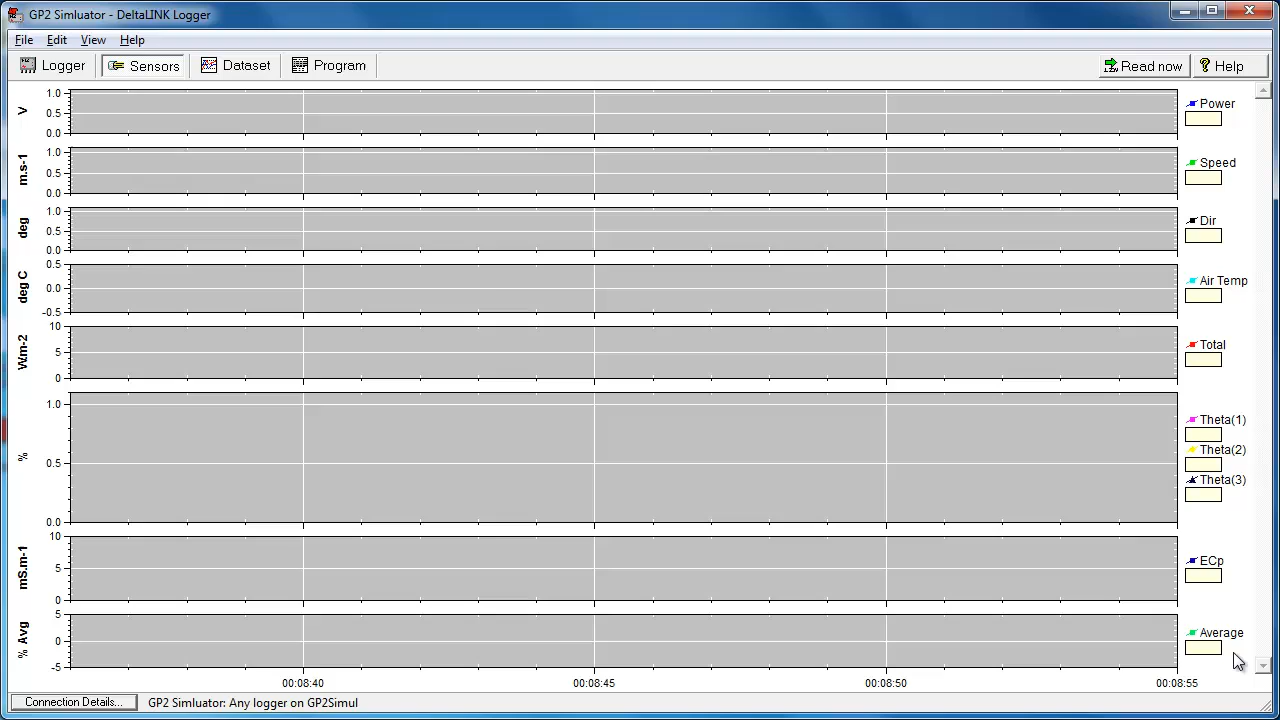 GP2 Simluator - DeltaLINK Logger
File Edit View Help
Logger Sensors Dataset Program Read now Help
V 1.0 0.5 0.0 Power
m.s-1 1.0 0.5 0.0 Speed
deg 1.0 0.5 0.0 Dir
deg C 0.5 0.0 -0.5 Air Temp
W.m-2 10 5 0 Total
% 1.0 0.5 0.0
Theta(1)
Theta(2)
Theta(3)
mS.m-1 10 5 0 ECp
% Avg 5 0 -5 Average
00:08:40 00:08:45 00:08:50 00:08:55
Connection Details... GP2 Simluator: Any logger on GP2Simul